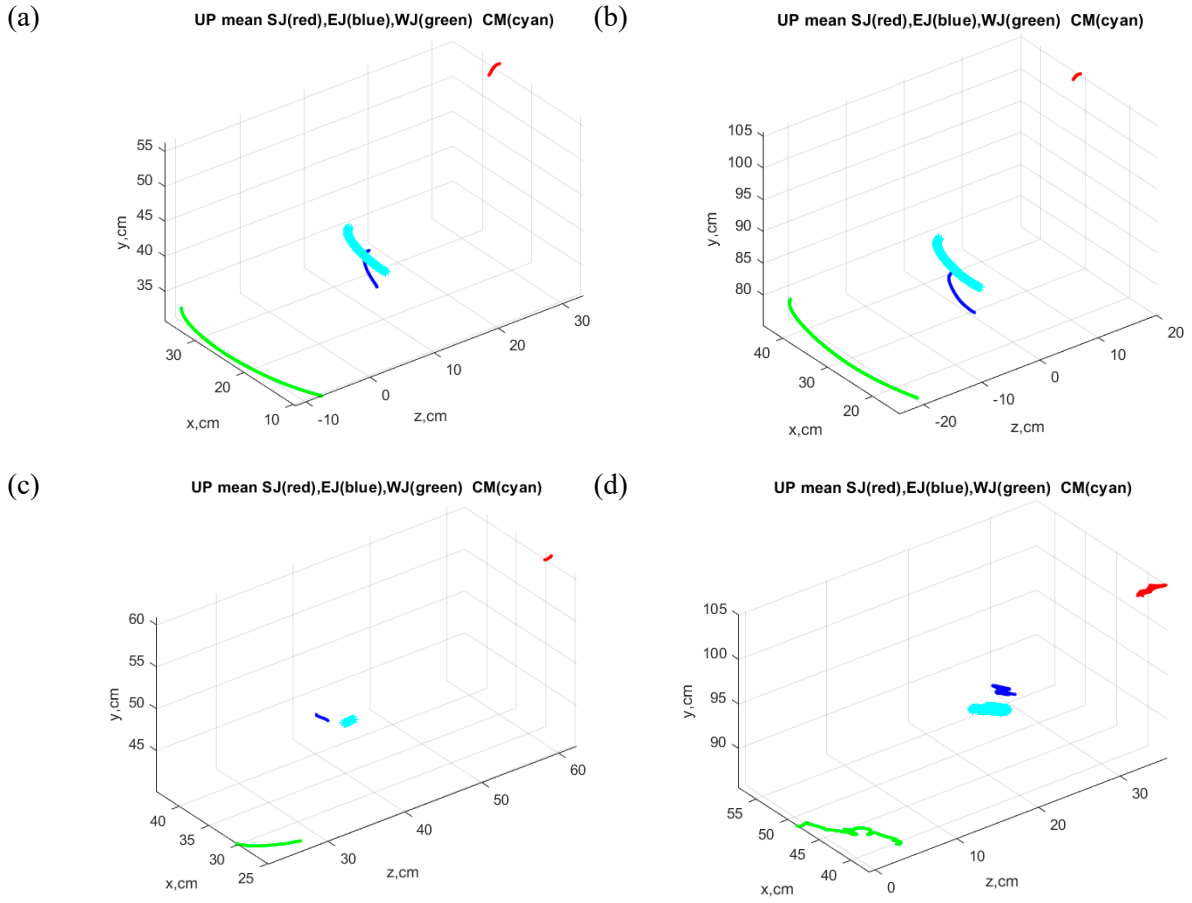 (a)
UP mean SJ(red),EJ(blue),WJ(green) CM(cyan)
55
50
45
40
35
y,cm
30
20
10
x,cm
-10
0
10
20
30
z,cm
(b)
UP mean SJ(red),EJ(blue),WJ(green) CM(cyan)
105
100
95
90
85
80
y,cm
40
30
20
x,cm
-20
-10
0
10
20
z,cm
(c)
UP mean SJ(red),EJ(blue),WJ(green) CM(cyan)
60
55
50
45
y,cm
40
35
30
25
x,cm
30
40
50
60
z,cm
(d)
UP mean SJ(red),EJ(blue),WJ(green) CM(cyan)
105
100
95
90
y,cm
55
50
45
40
x,cm
0
10
20
30
z,cm